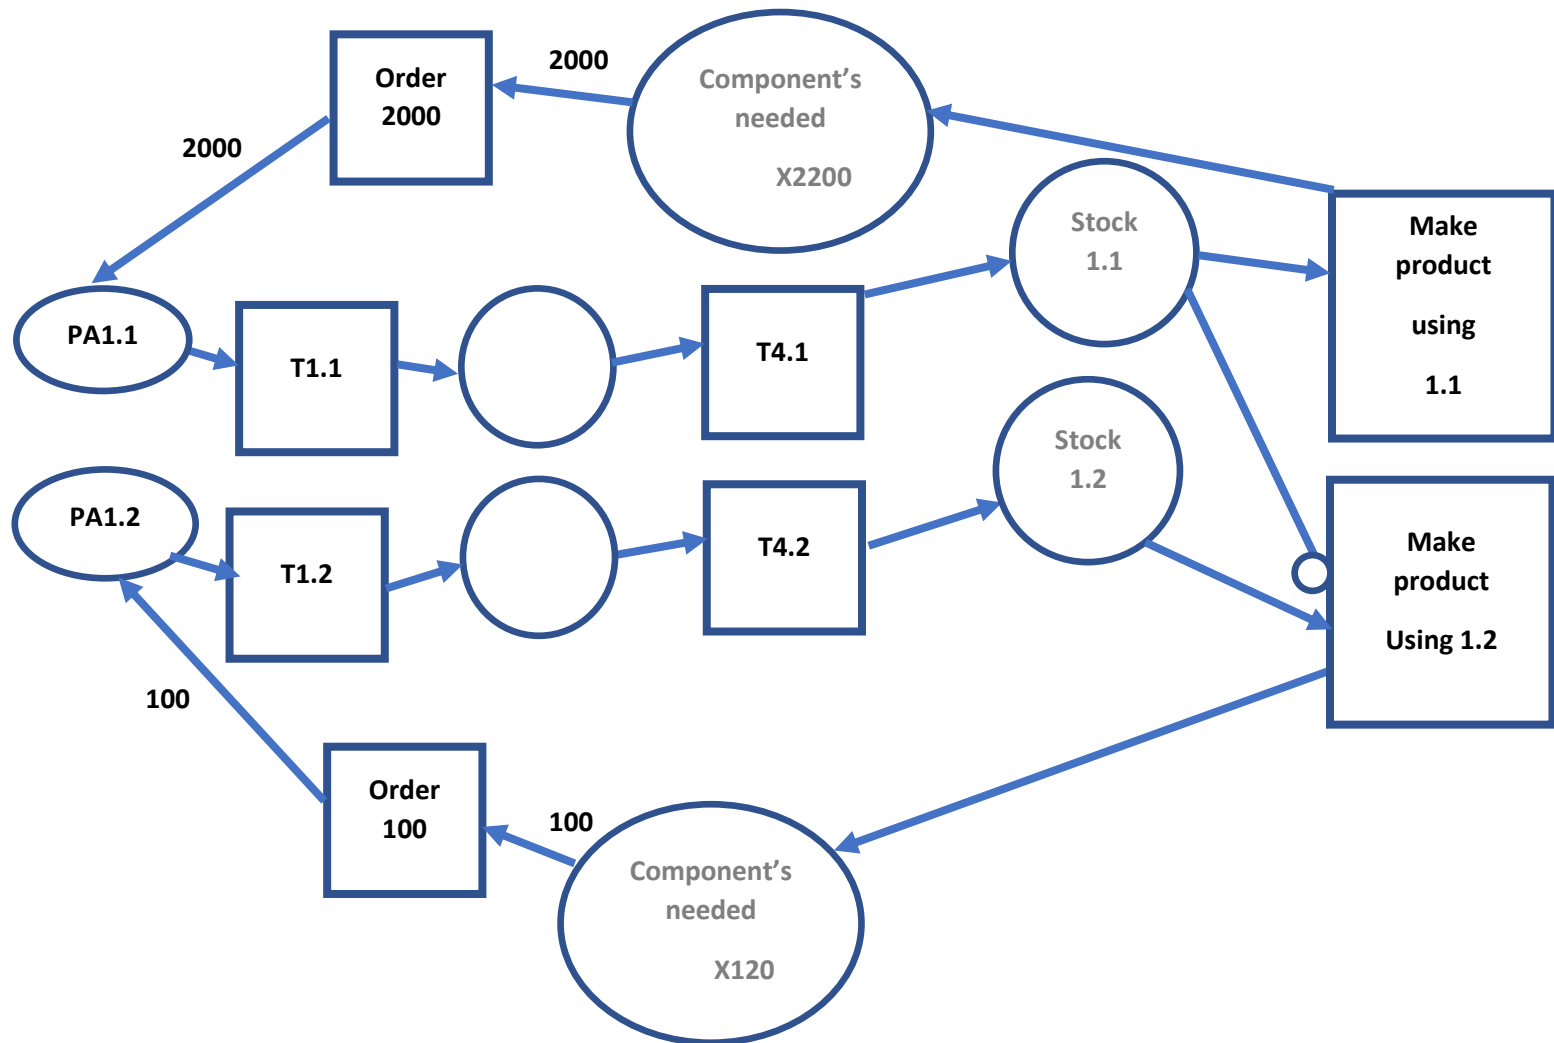 2000
Order
2000
Component's
needed
X2200
2000
Stock
1.1
Make
product
using
1.1
PA1.1
T1.1
T4.1
Stock
1.2
PA1.2
T1.2
T4.2
Make
product
Using 1.2
100
Order
100
100
Component's
needed
X120